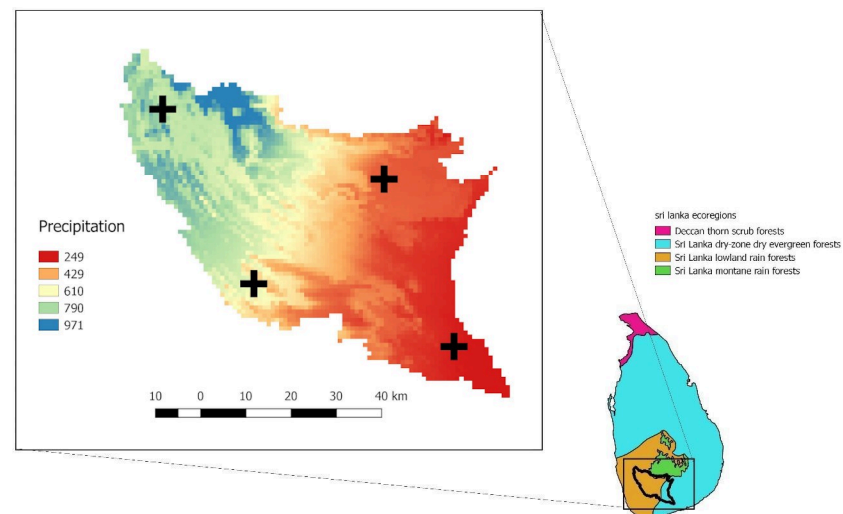 Precipitation
249
429
610
790
971
10 0 10 20 30 40 km
sri lanka ecoregions
Deccan thorn scrub forests
Sri Lanka dry-zone dry evergreen forests
Sri Lanka lowland rain forests
Sri Lanka montane rain forests